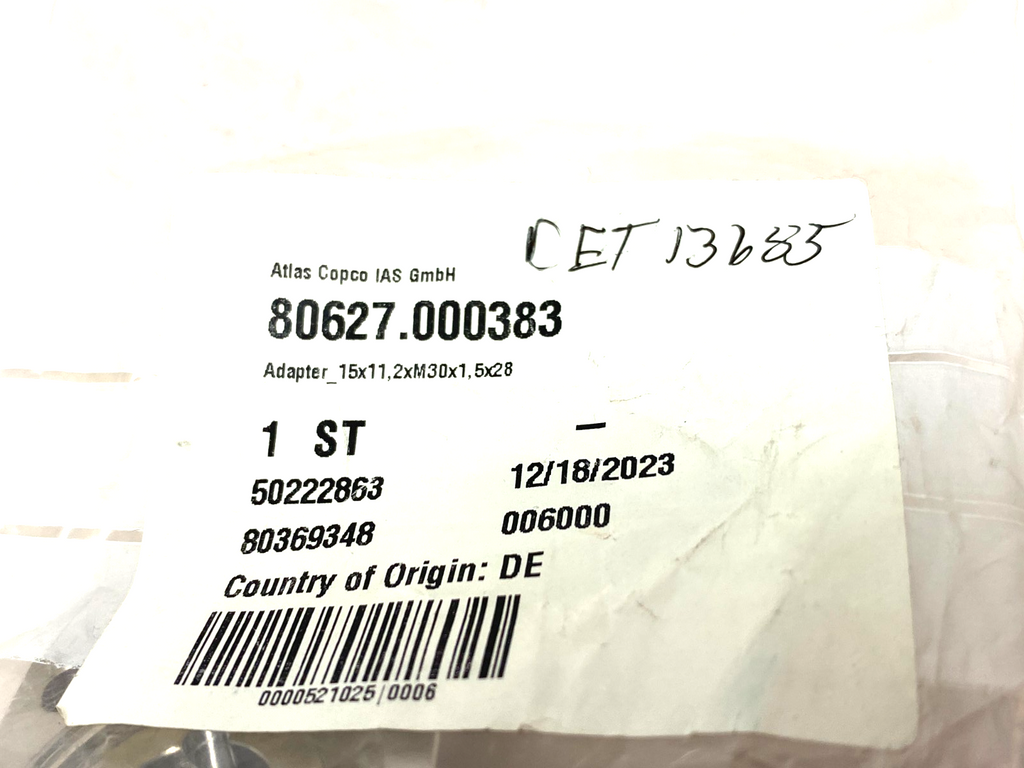 CET 13685
Atlas Copco IAS GmbH
80627.000383
Adapter_15x11,2xM30x1,5x28
1 ST –
50222863 12/18/2023
80369348 006000
Country of Origin: DE
0000521025/0006